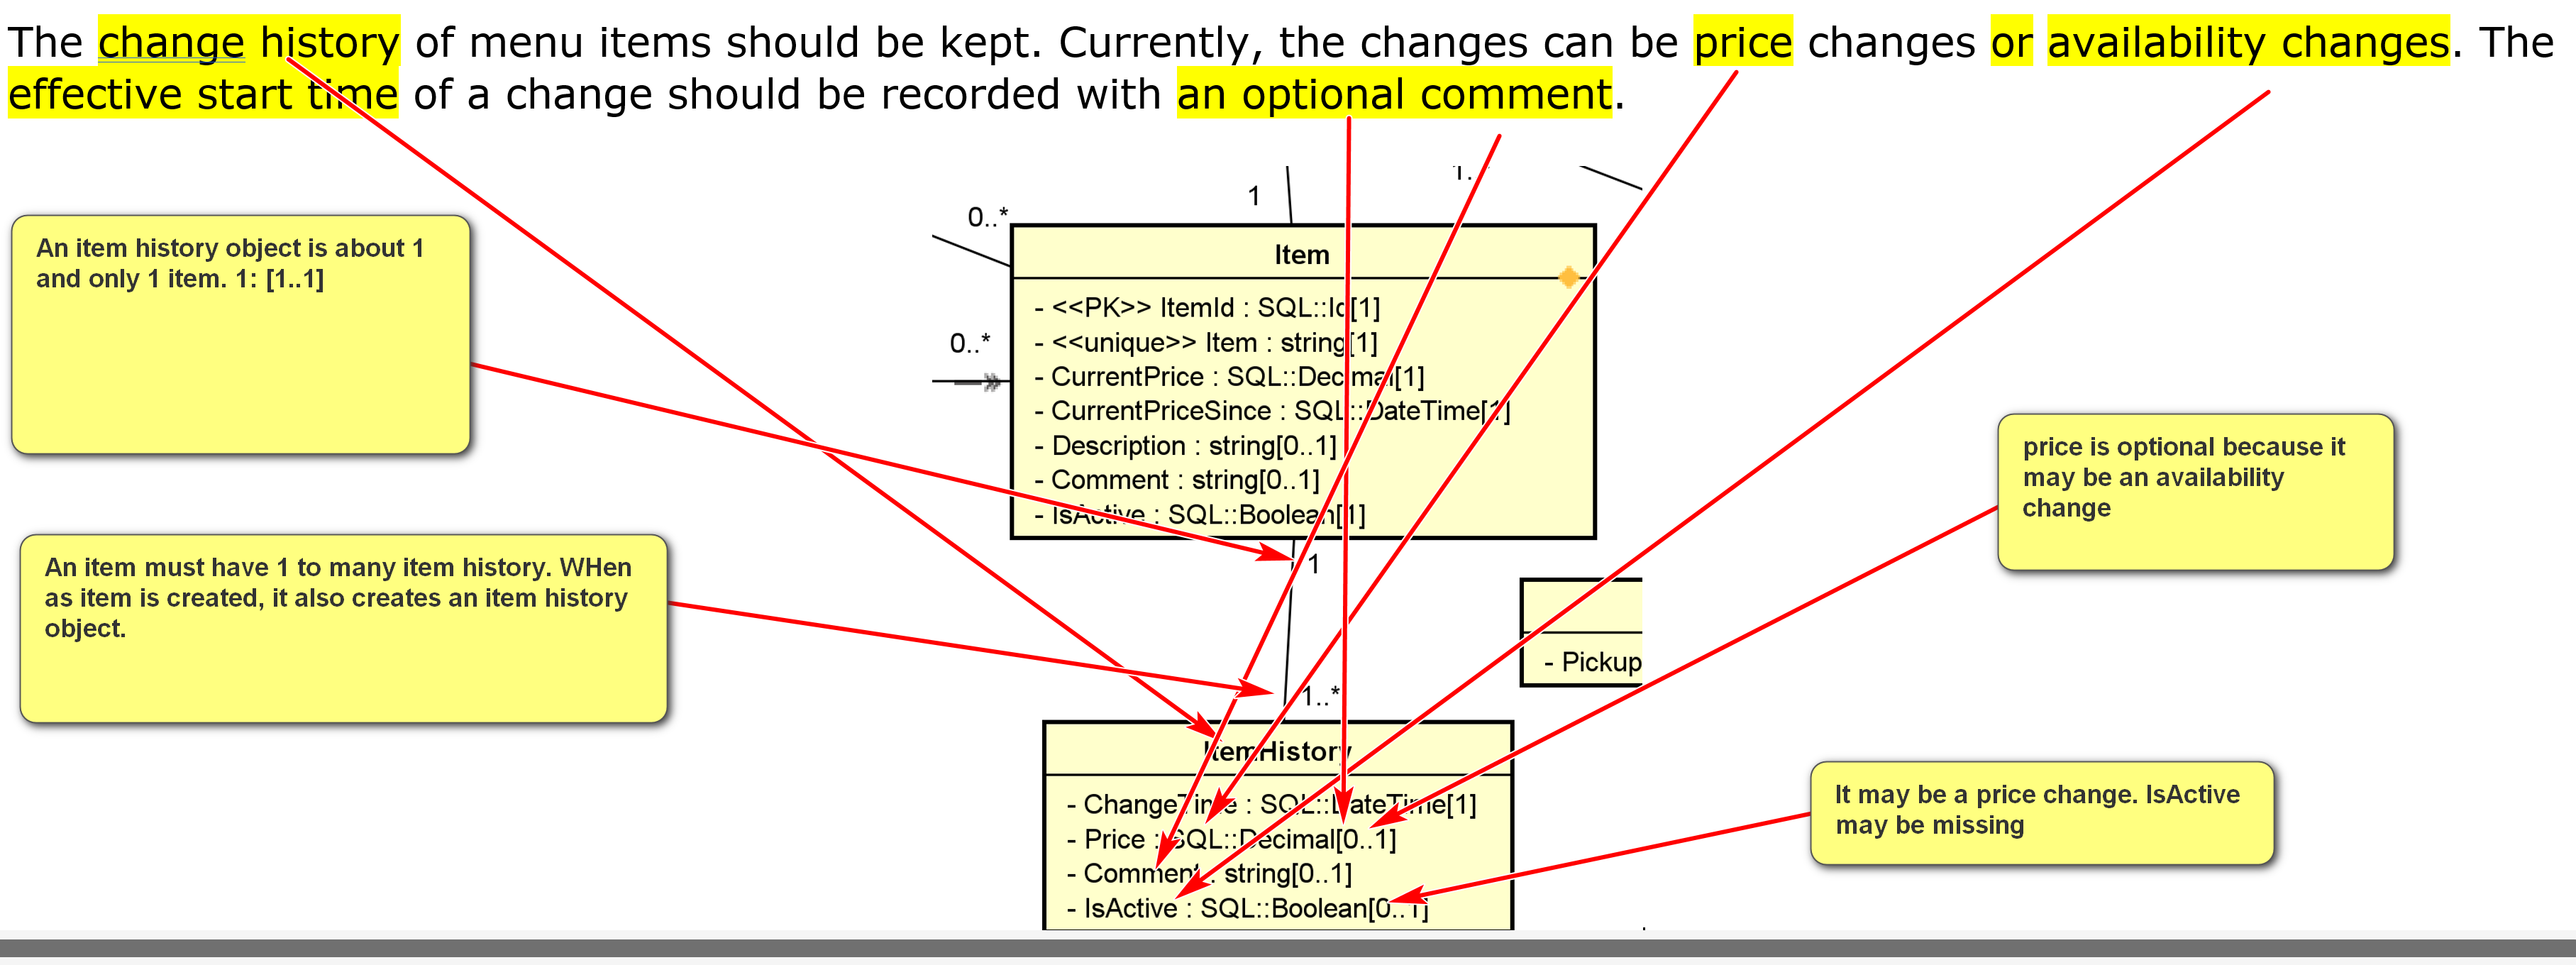 The change history of menu items should be kept. Currently, the changes can be price changes or availability changes. The
effective start time of a change should be recorded with an optional comment.
An item history object is about 1
and only 1 item. 1: [1..1]
An item must have 1 to many item history. WHen
as item is created, it also creates an item history
object.
0..*
1
1..
0..*
Item
- <<PK>> ItemId : SQL::Id[1]
- <<unique>> Item : string[1]
- CurrentPrice : SQL::Decimal[1]
- CurrentPriceSince : SQL::DateTime[1]
- Description : string[0..1]
- Comment : string[0..1]
- IsActive : SQL::Boolean[1]
1
1..*
- Pickup
ItemHistory
- ChangeTime : SQL::DateTime[1]
- Price : SQL::Decimal[0..1]
- Comment : string[0..1]
- IsActive : SQL::Boolean[0..1]
price is optional because it
may be an availability
change
It may be a price change. IsActive
may be missing